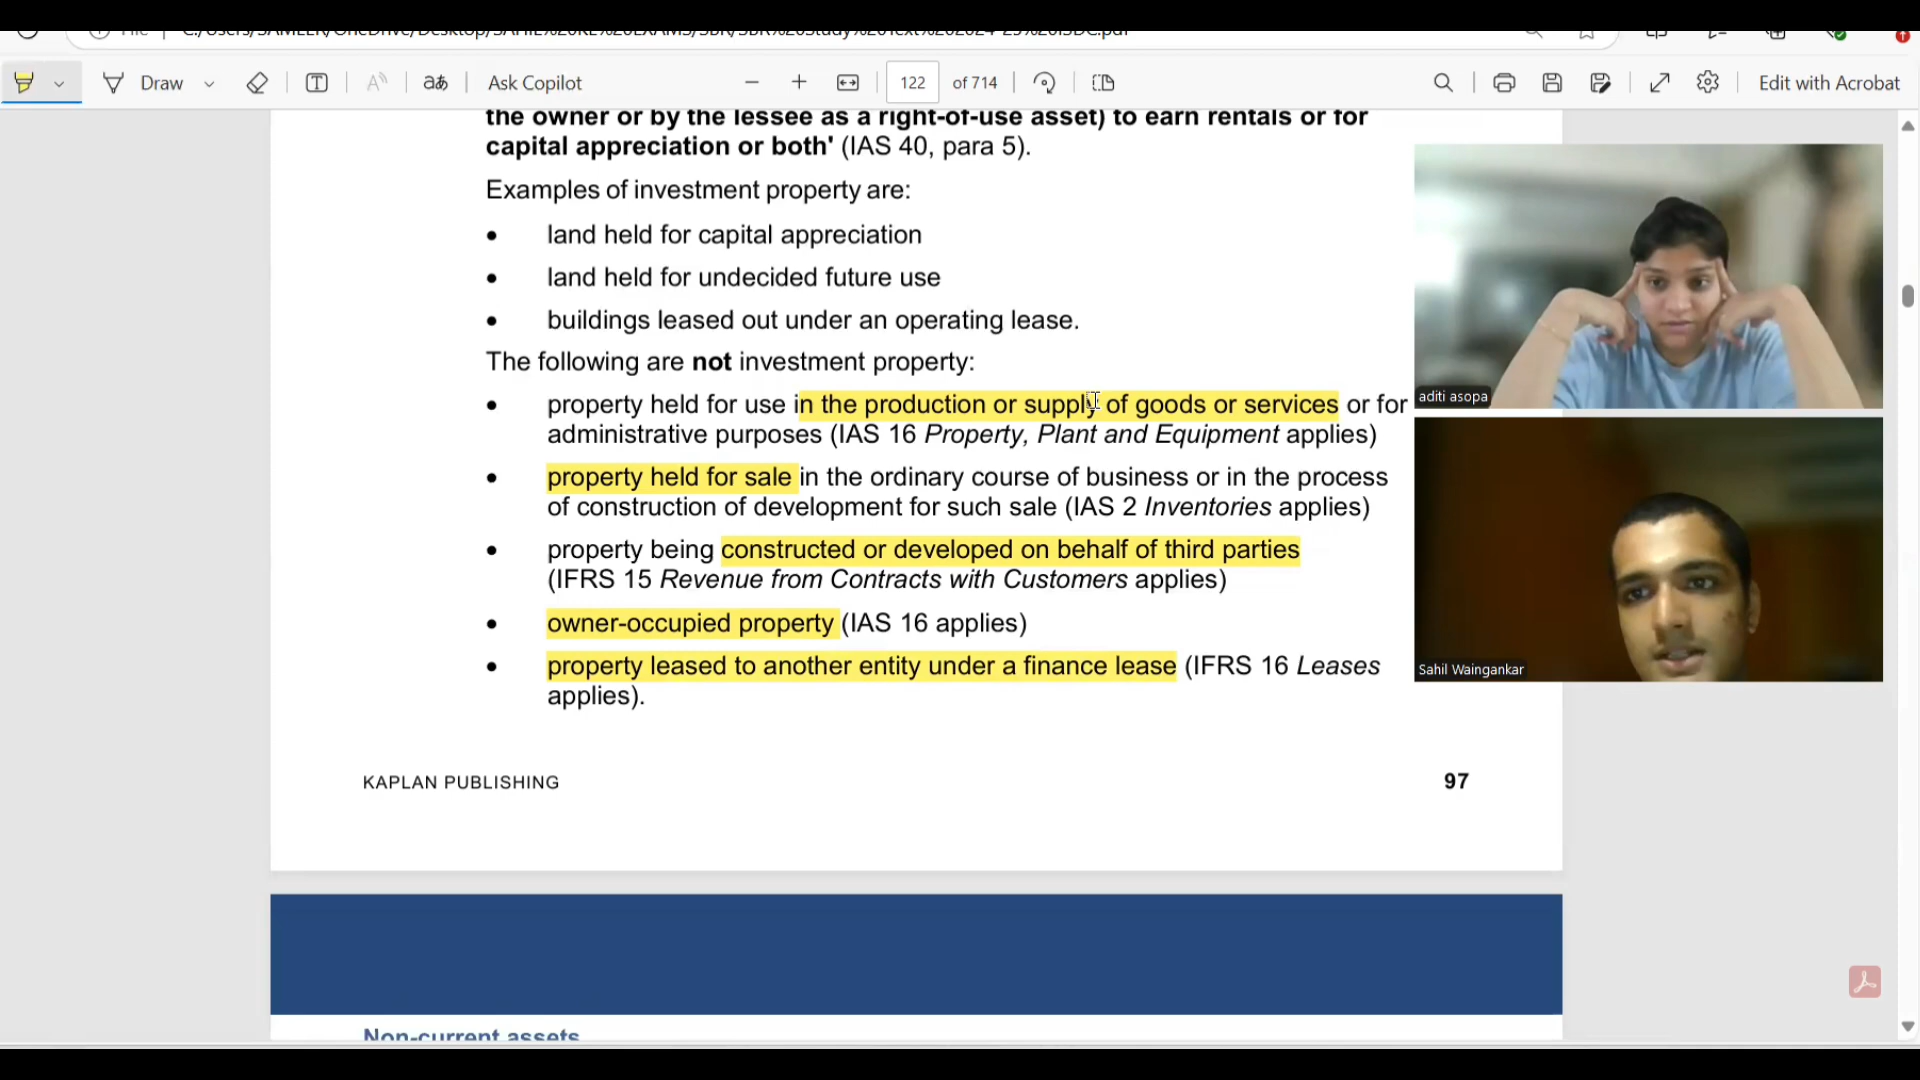 Draw
Ask Copilot
122 of 714
Edit with Acrobat
the owner or by the lessee as a right-of-use asset) to earn rentals or for
capital appreciation or both' (IAS 40, para 5).
Examples of investment property are:
• land held for capital appreciation
• land held for undecided future use
• buildings leased out under an operating lease.
The following are not investment property:
• property held for use in the production or supply of goods or services or for
administrative purposes (IAS 16 Property, Plant and Equipment applies)
• property held for sale in the ordinary course of business or in the process
of construction of development for such sale (IAS 2 Inventories applies)
• property being constructed or developed on behalf of third parties
(IFRS 15 Revenue from Contracts with Customers applies)
• owner-occupied property (IAS 16 applies)
• property leased to another entity under a finance lease (IFRS 16 Leases
applies).
KAPLAN PUBLISHING
97
Non-current assets
aditi asopa
Sahil Waingankar